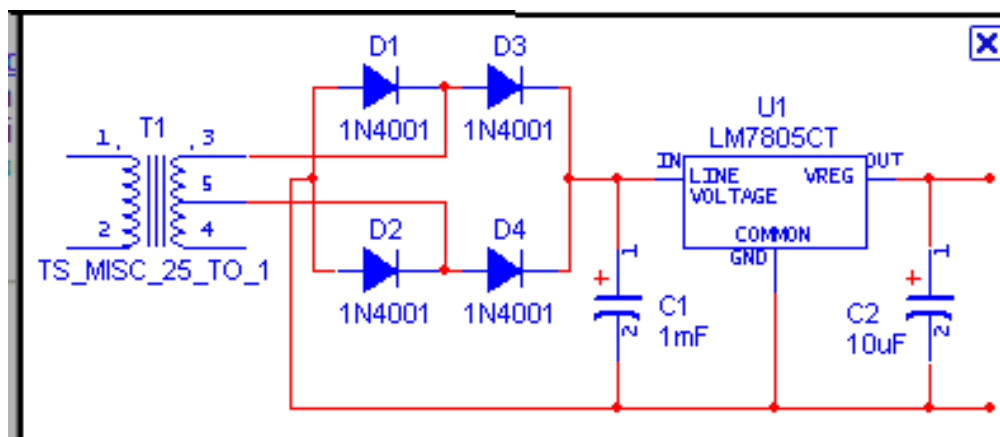 D1
D3
1N4001
1N4001
T1
1
3
5
2
4
TS_MISC_25_TO_1
D2
D4
1N4001
1N4001
U1
LM7805CT
IN
OUT
LINE
VREG
VOLTAGE
COMMON
GND
+
1
2
C1
1mF
+
1
2
C2
10uF